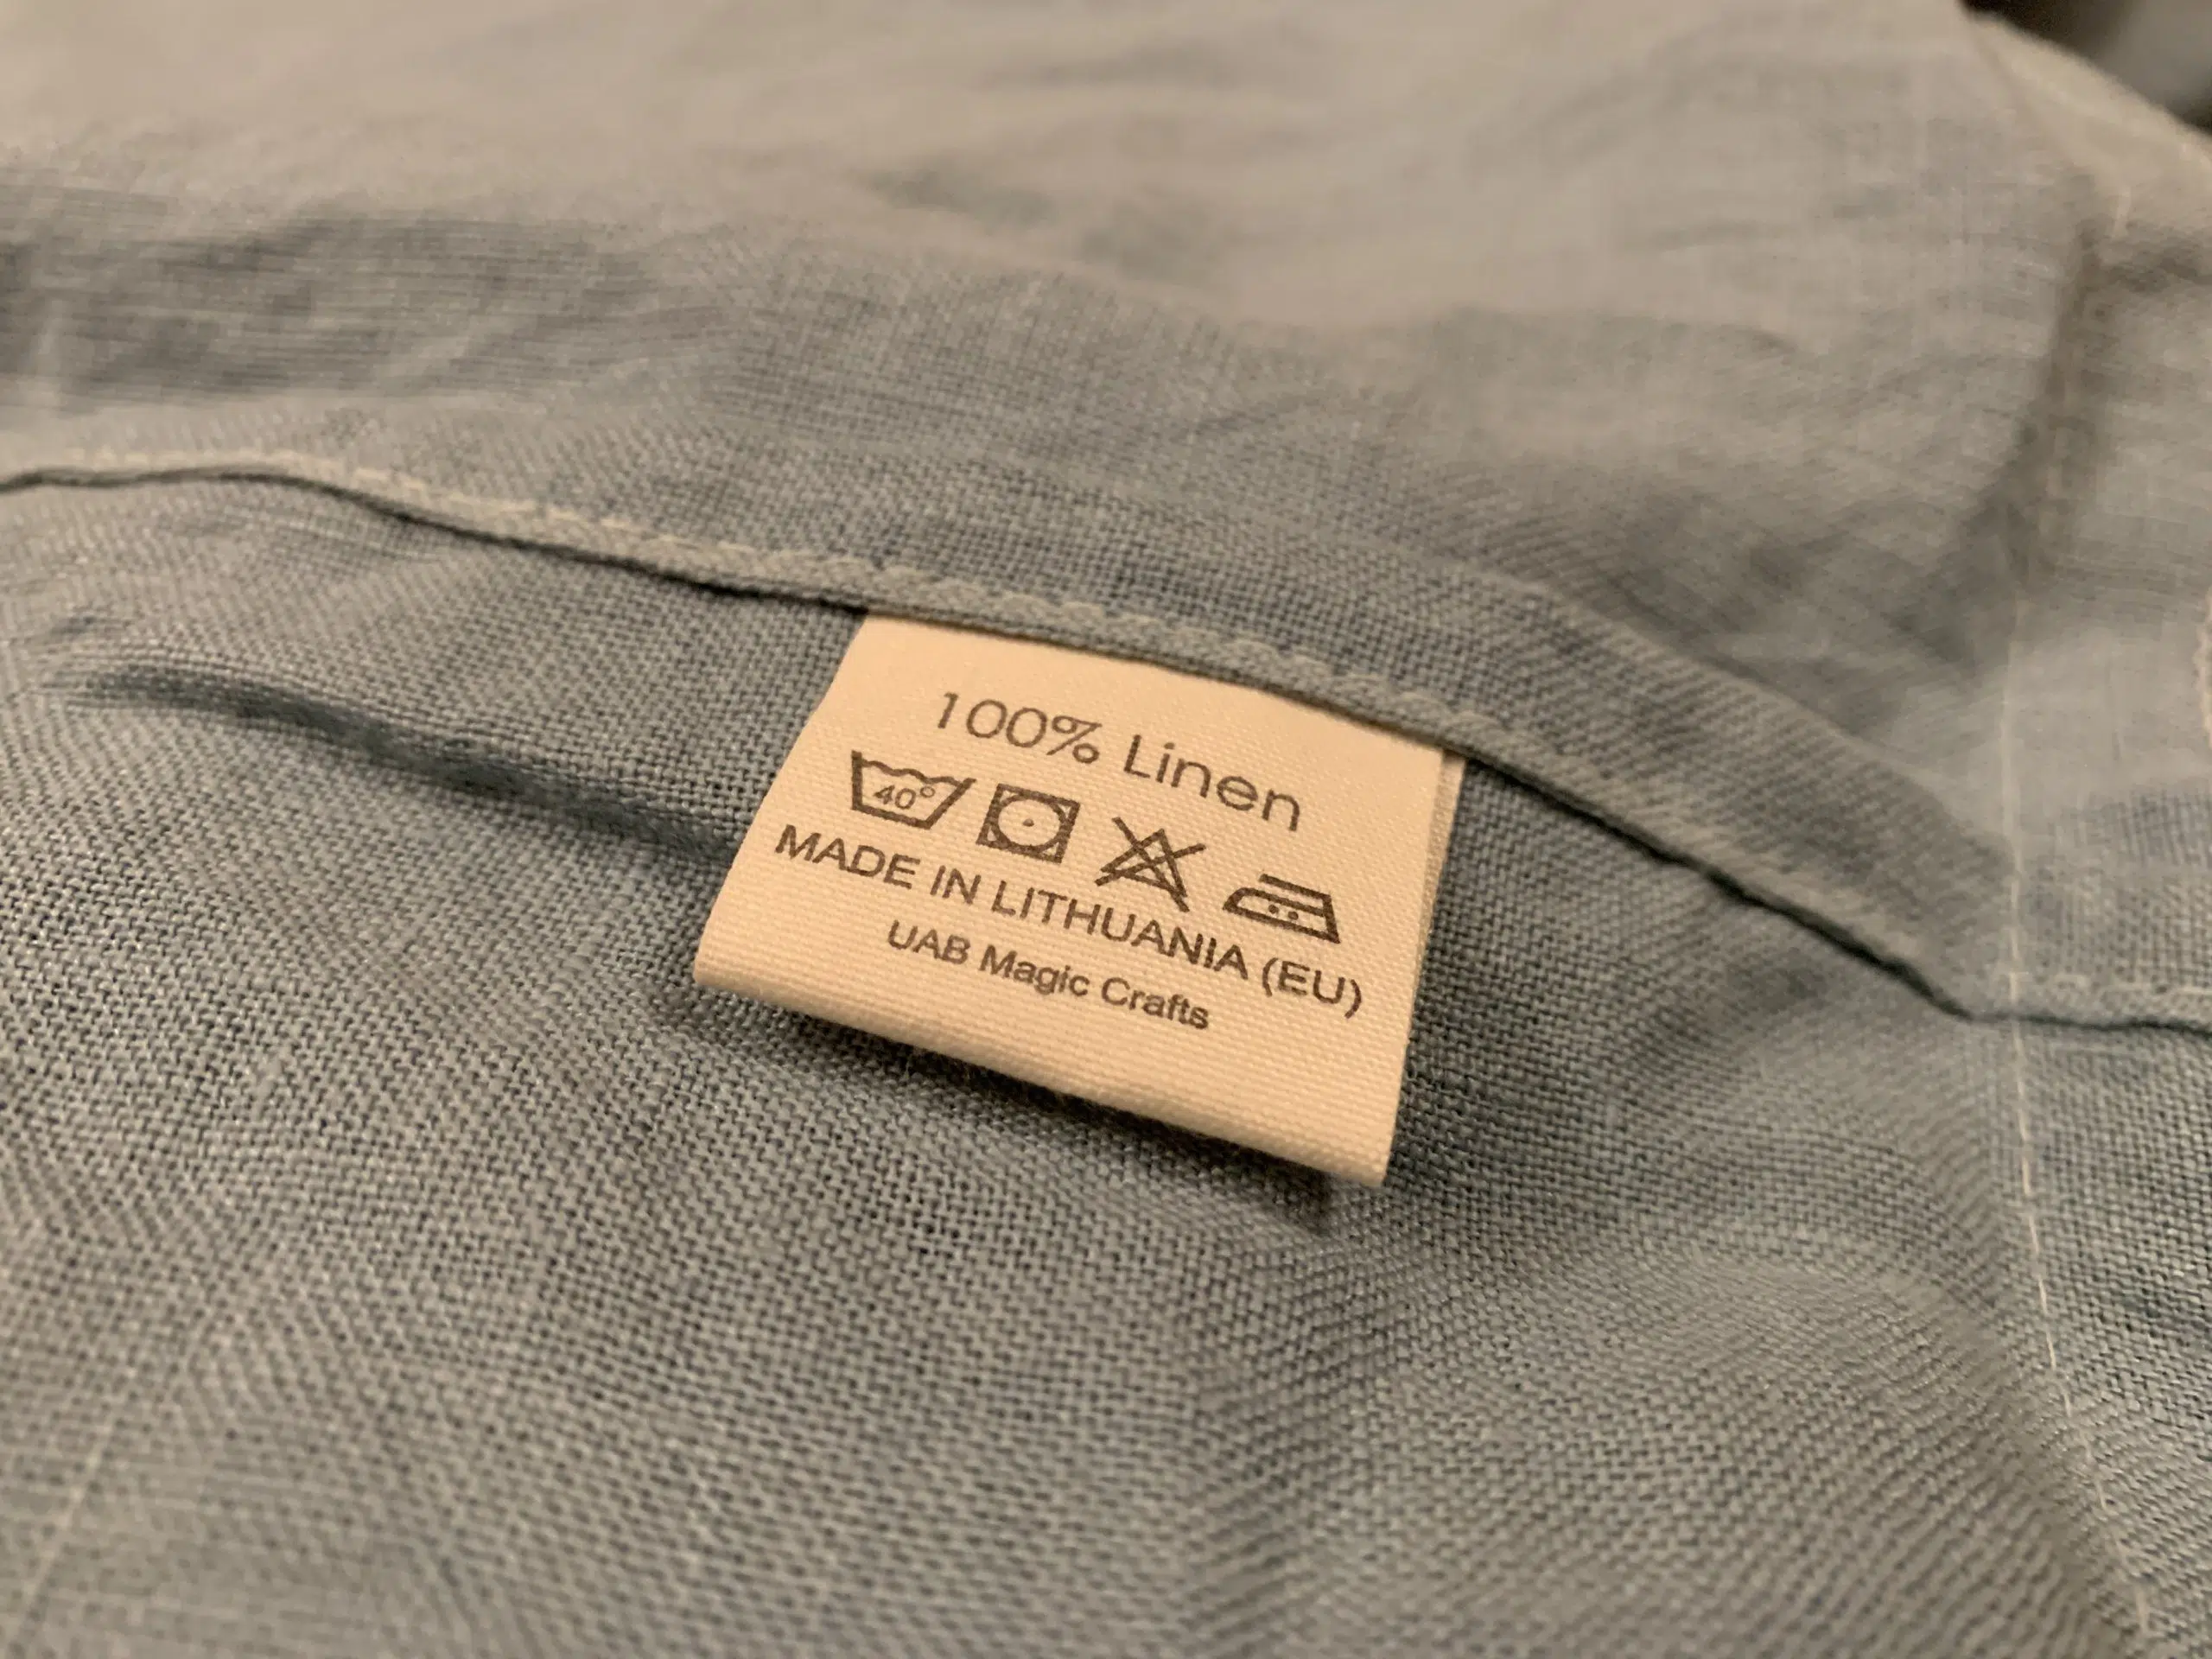 100% Linen
40°
MADE IN LITHUANIA (EU)
UAB Magic Crafts